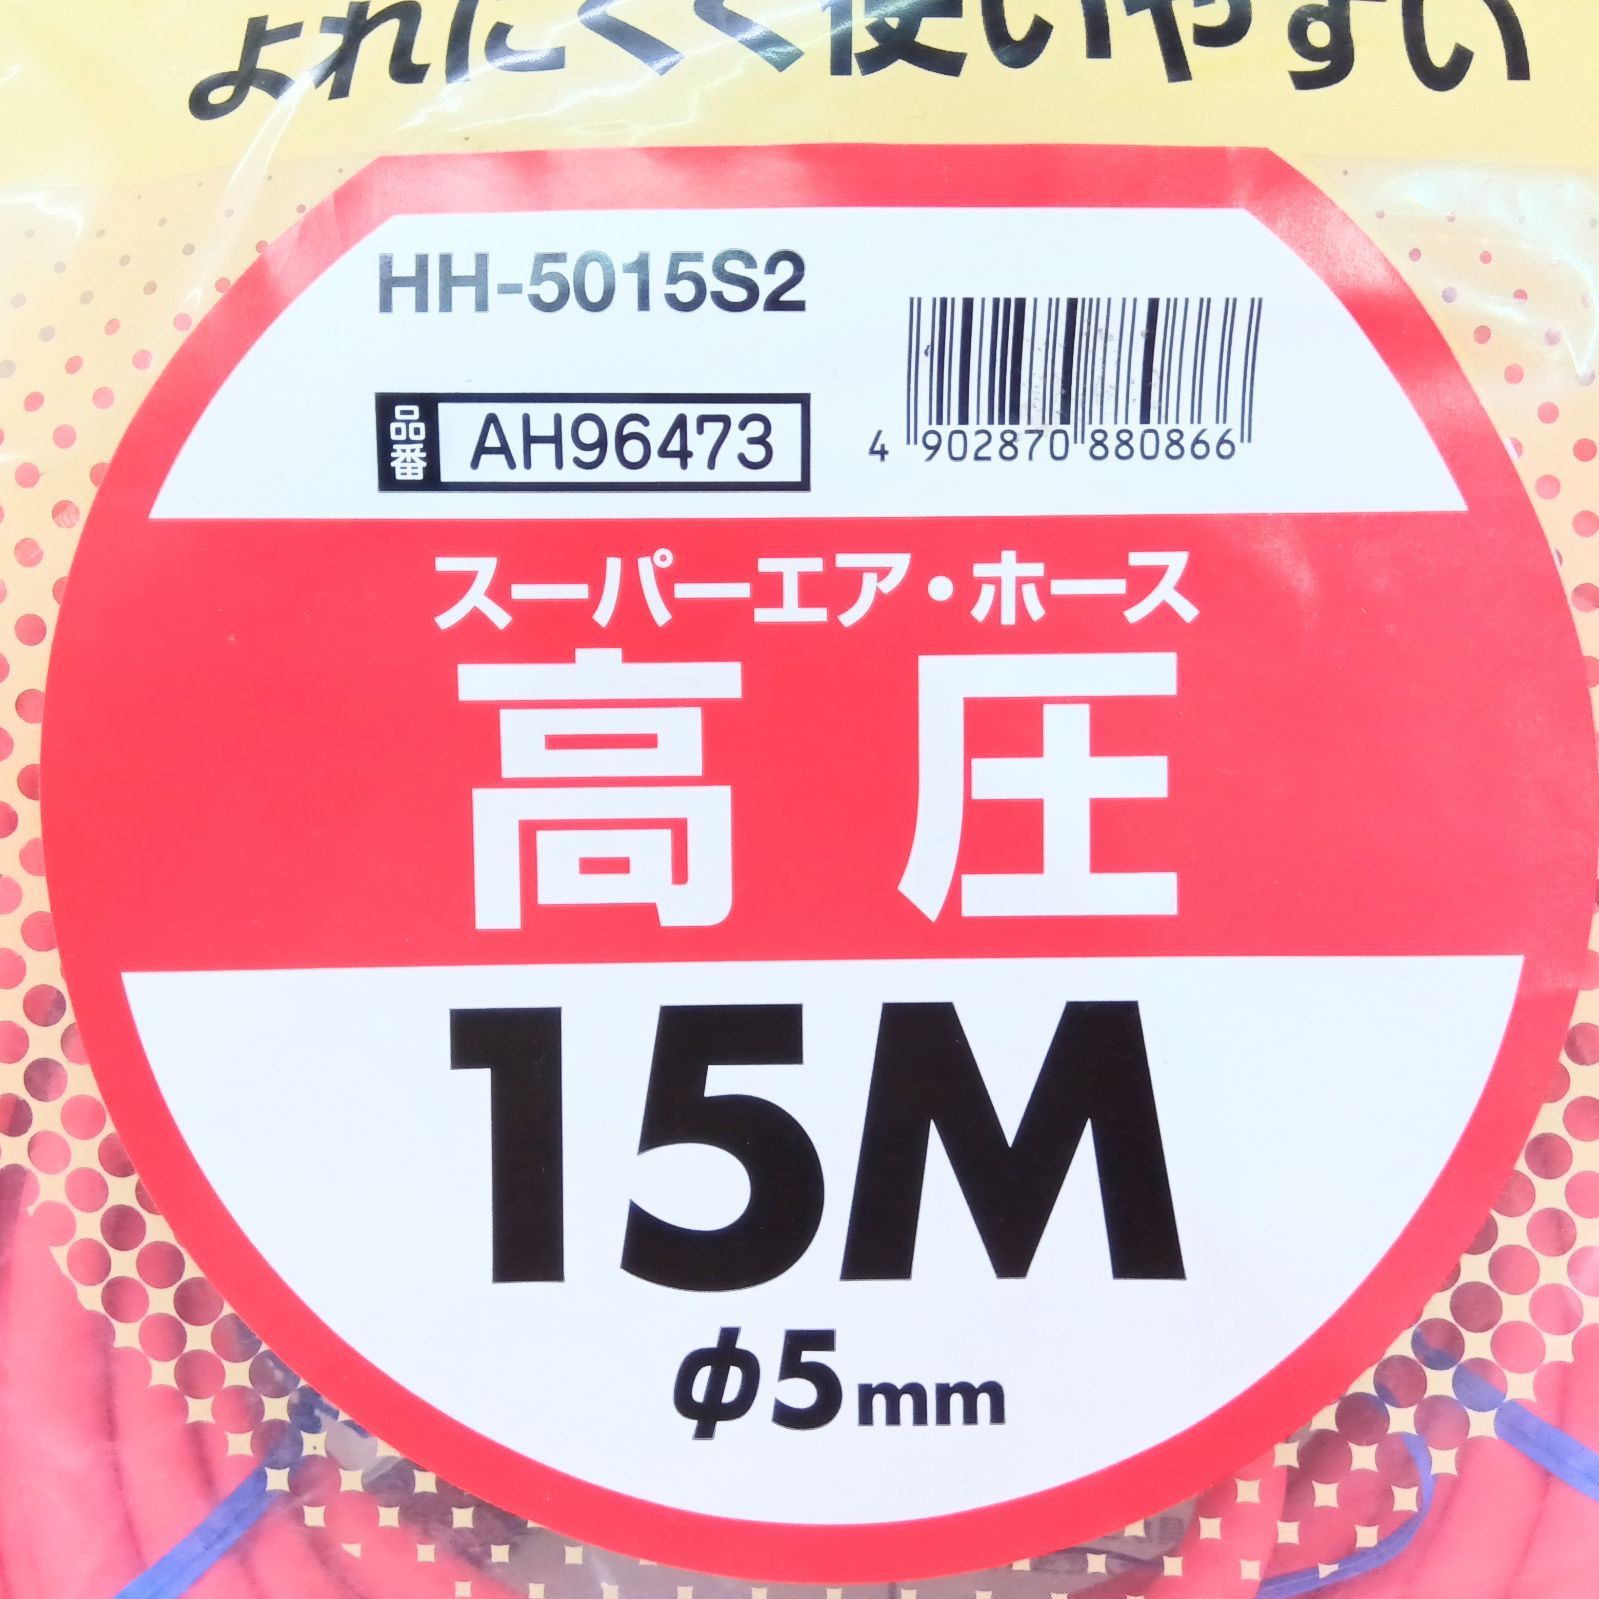 よれにくく使いやすい
HH-5015S2
品番 AH96473
4 902870 880866
スーパーエア・ホース
高圧
15M
φ5mm